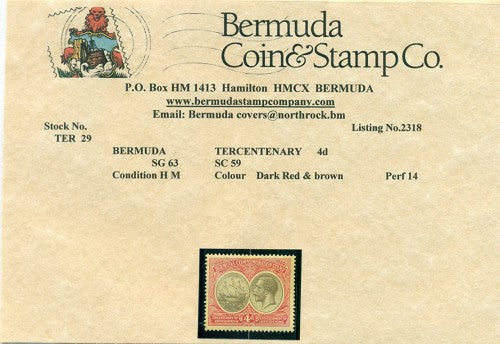 Bermuda
Coin & Stamp Co.
P.O. Box HM 1413 Hamilton HMCX BERMUDA
www.bermudastampcompany.com
Email: Bermuda covers@northrock.bm
Stock No. Listing No.2318
TER 29
BERMUDA TERCENTENARY 4d
SG 63 SC 59
Condition H M Colour Dark Red & brown Perf 14
4d